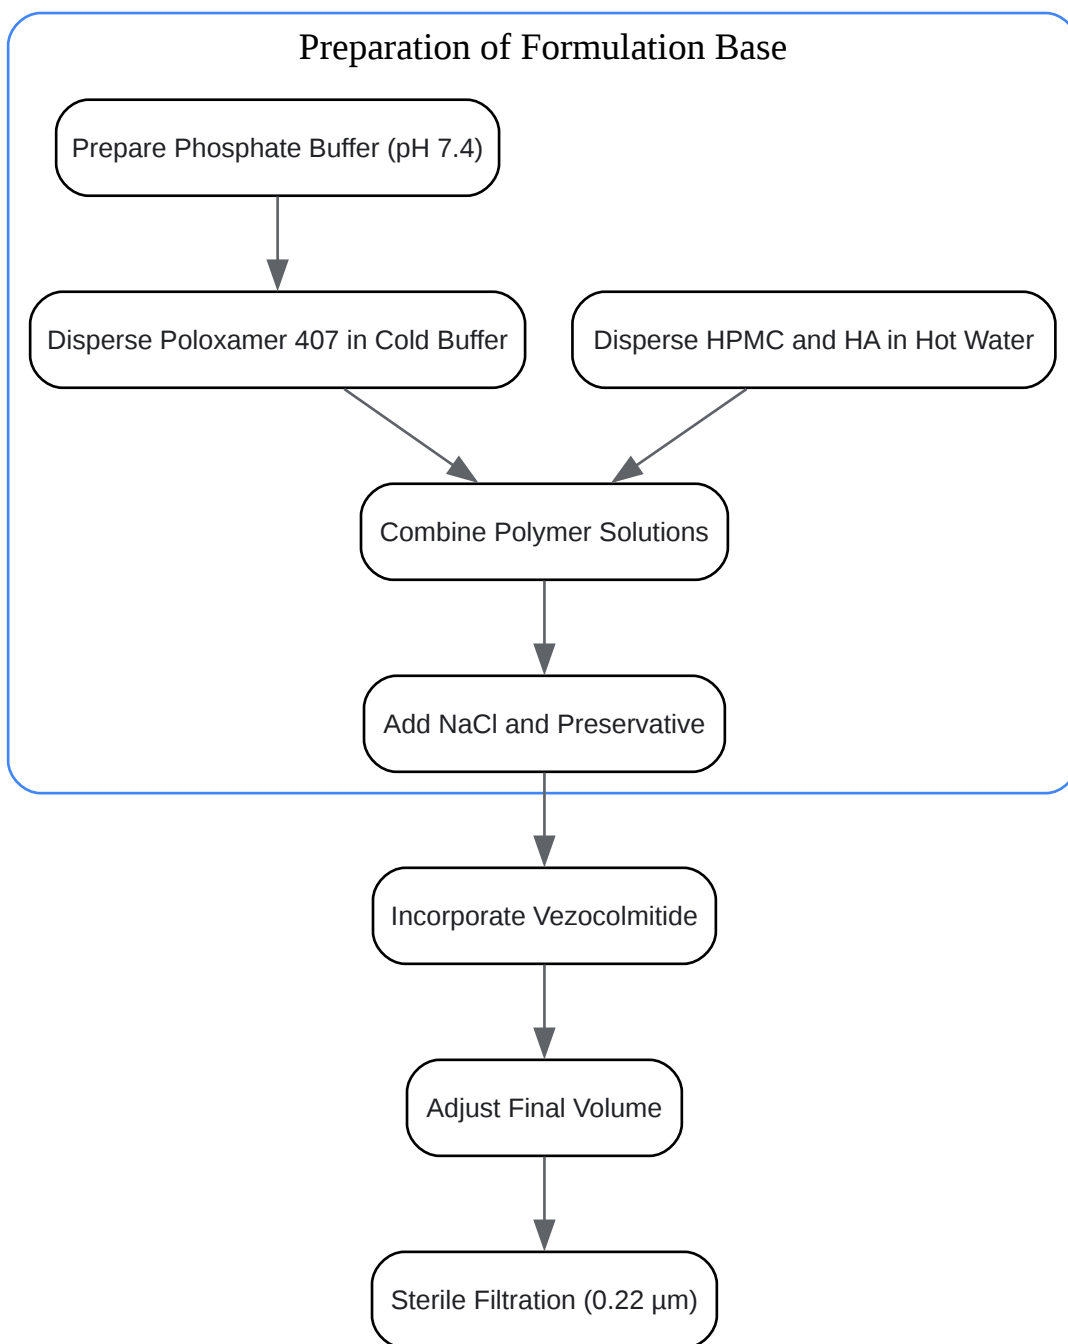 Preparation of Formulation Base
Prepare Phosphate Buffer (pH 7.4)
Disperse Poloxamer 407 in Cold Buffer
Disperse HPMC and HA in Hot Water
Combine Polymer Solutions
Add NaCl and Preservative
Incorporate Vezocolmitide
Adjust Final Volume
Sterile Filtration (0.22 µm)